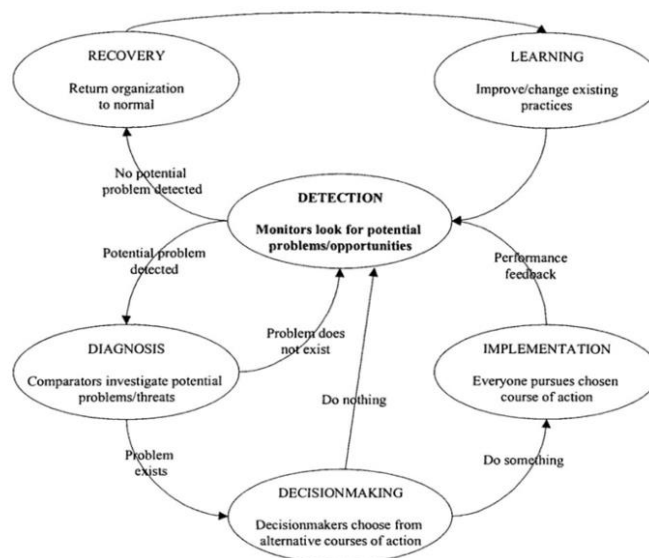 RECOVERY
Return organization
to normal
LEARNING
Improve/change existing
practices
No potential
problem detected
DETECTION
Monitors look for potential
problems/opportunities
Potential problem
detected
Performance
feedback
Problem does
not exist
DIAGNOSIS
Comparators investigate potential
problems/threats
IMPLEMENTATION
Everyone pursues chosen
course of action
Do nothing
Problem
exists
Do something
DECISIONMAKING
Decisionmakers choose from
alternative courses of action